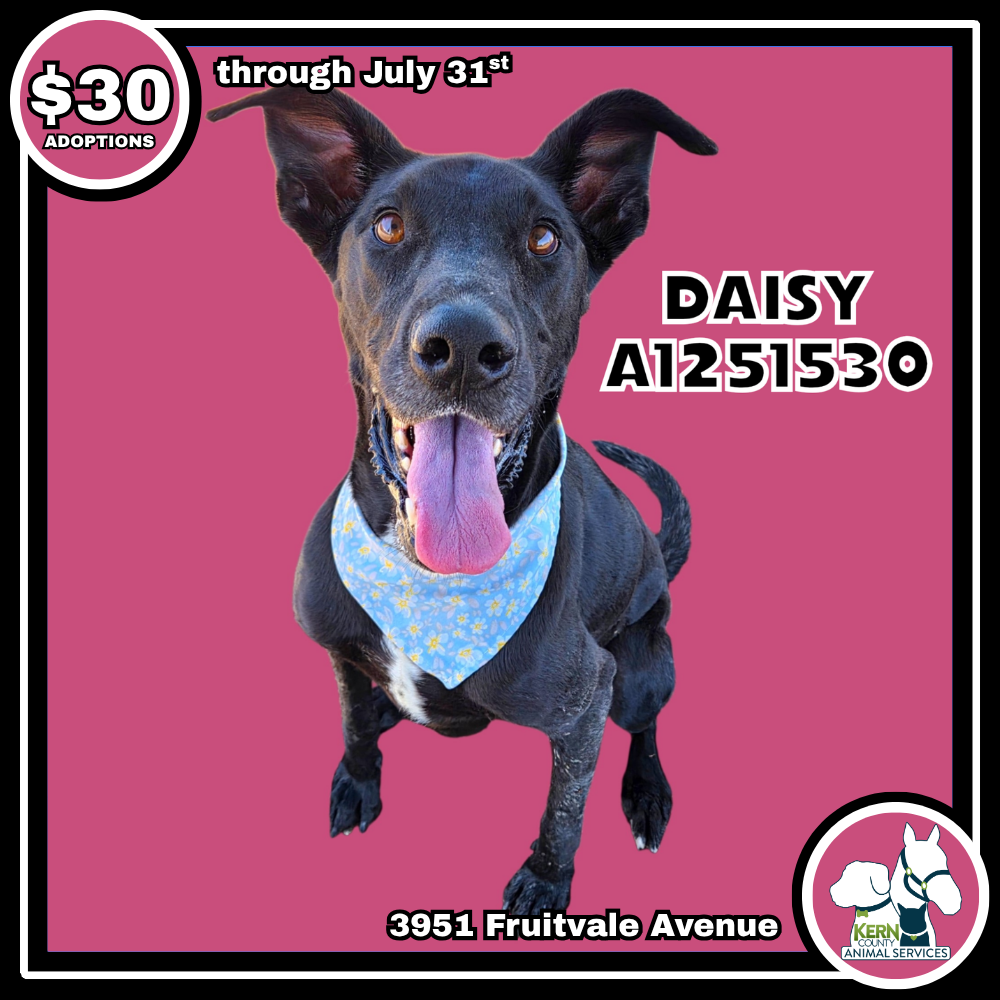 $30
ADOPTIONS
through July 31st
DAISY
A1251530
3951 Fruitvale Avenue
KERN
COUNTY
ANIMAL SERVICES